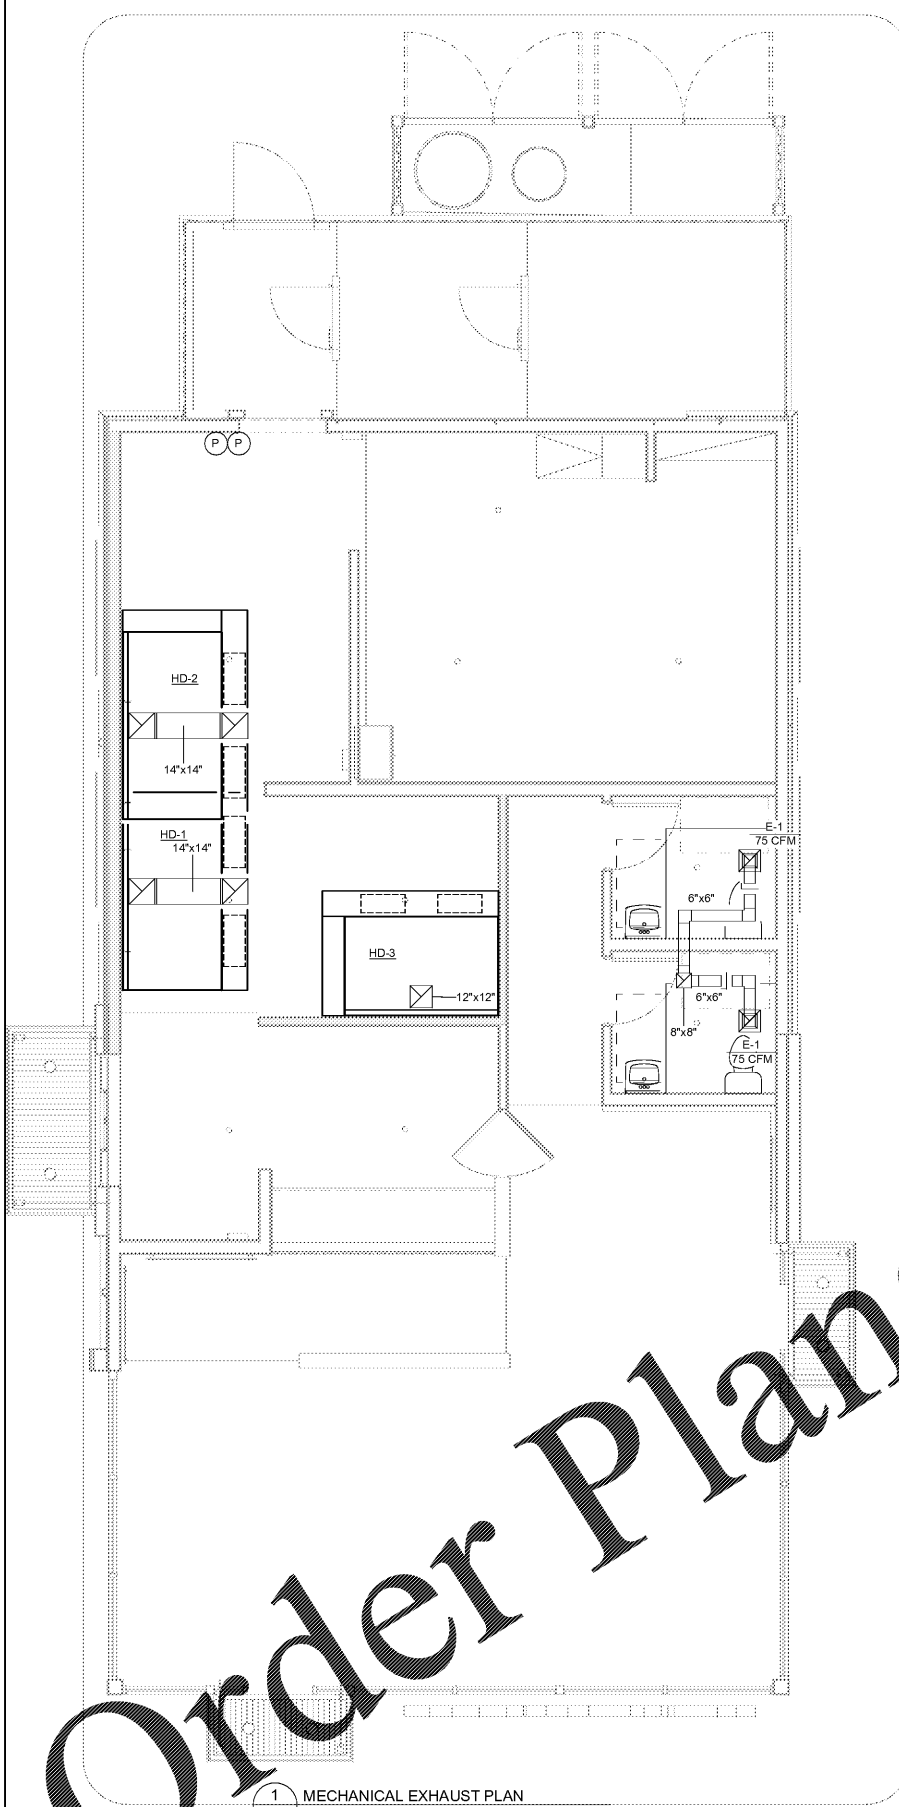 P P
HD-2
14"x14"
HD-1
14"x14"
E-1
75 CFM
6"x6"
HD-3
12"x12"
6"x6"
8"x8"
E-1
75 CFM
Order Plan
1 MECHANICAL EXHAUST PLAN